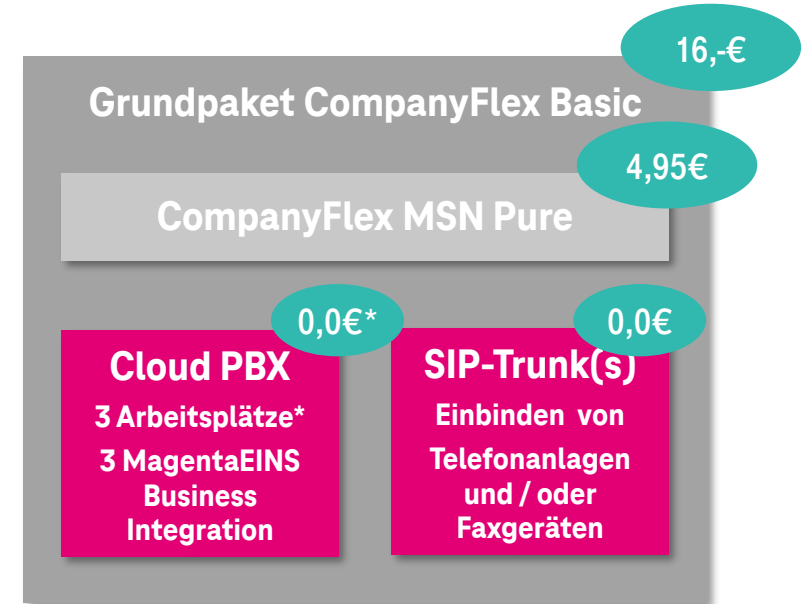 16,-€
Grundpaket CompanyFlex Basic
4,95€
CompanyFlex MSN Pure
0,0€*
Cloud PBX
3 Arbeitsplätze*
3 MagentaEINS
Business
Integration
0,0€
SIP-Trunk(s)
Einbinden von
Telefonanlagen
und / oder
Faxgeräten